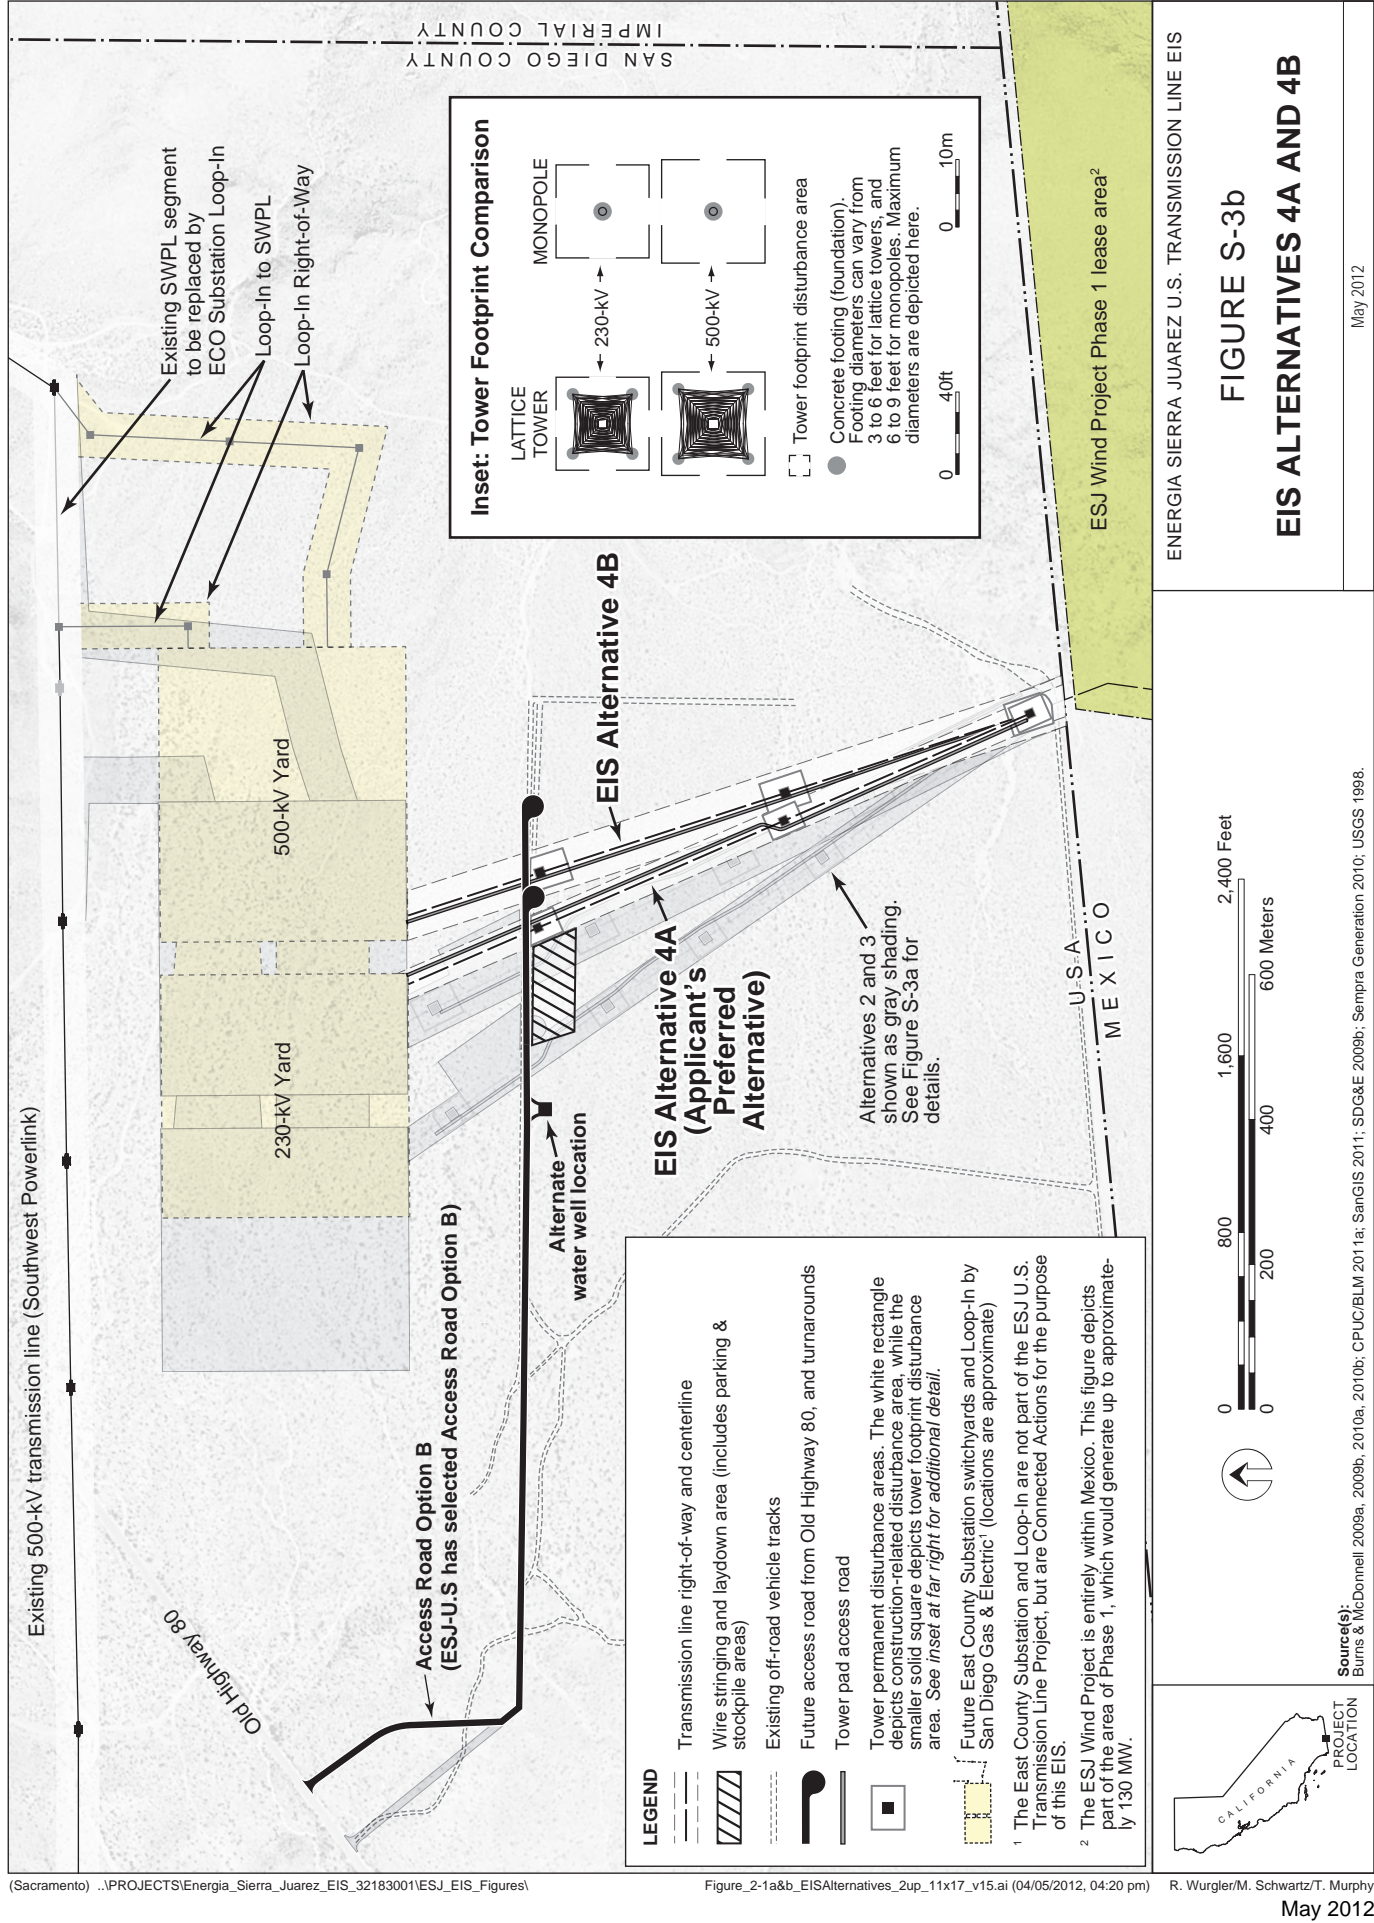 Existing 500-kV transmission line (Southwest Powerlink)
Old Highway 80
Access Road Option B
(ESJ-U.S has selected Access Road Option B)
230-kV Yard
500-kV Yard
Existing SWPL segment
to be replaced by
ECO Substation Loop-In
Loop-In to SWPL
Loop-In Right-of-Way
SAN DIEGO COUNTY
IMPERIAL COUNTY
Alternate
water well location
EIS Alternative 4A
(Applicant's
Preferred
Alternative)
EIS Alternative 4B
Alternatives 2 and 3
shown as gray shading.
See Figure S-3a for
details.
U S A
M E X I C O
ESJ Wind Project Phase 1 lease area²
Inset: Tower Footprint Comparison
LATTICE
TOWER
MONOPOLE
230-kV
500-kV
Tower footprint disturbance area
Concrete footing (foundation).
Footing diameters can vary from
3 to 6 feet for lattice towers, and
6 to 9 feet for monopoles. Maximum
diameters are depicted here.
0 40ft
0 10m
LEGEND
Transmission line right-of-way and centerline
Wire stringing and laydown area (includes parking &
stockpile areas)
Existing off-road vehicle tracks
Future access road from Old Highway 80, and turnarounds
Tower pad access road
Tower permanent disturbance areas. The white rectangle
depicts construction-related disturbance area, while the
smaller solid square depicts tower footprint disturbance
area. See inset at far right for additional detail.
Future East County Substation switchyards and Loop-In by
San Diego Gas & Electric¹ (locations are approximate)
¹ The East County Substation and Loop-In are not part of the ESJ U.S.
Transmission Line Project, but are Connected Actions for the purpose
of this EIS.
² The ESJ Wind Project is entirely within Mexico. This figure depicts
part of the area of Phase 1, which would generate up to approximate-
ly 130 MW.
CALIFORNIA
PROJECT
LOCATION
0 800 1,600 2,400 Feet
0 200 400 600 Meters
Source(s):
Burns & McDonnell 2009a, 2009b, 2010a, 2010b; CPUC/BLM 2011a; SanGIS 2011; SDG&E 2009b; Sempra Generation 2010; USGS 1998.
ENERGIA SIERRA JUAREZ U.S. TRANSMISSION LINE EIS
FIGURE S-3b
EIS ALTERNATIVES 4A AND 4B
May 2012
(Sacramento) ..\PROJECTS\Energia_Sierra_Juarez_EIS_32183001\ESJ_EIS_Figures\
Figure_2-1a&b_EISAlternatives_2up_11x17_v15.ai (04/05/2012, 04:20 pm)
R. Wurgler/M. Schwartz/T. Murphy
May 2012